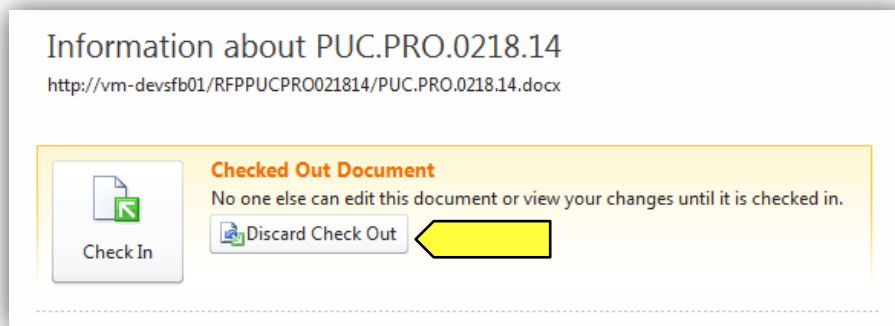 Information about PUC.PRO.0218.14
http://vm-devsfb01/RFPPUCPRO021814/PUC.PRO.0218.14.docx
Checked Out Document
No one else can edit this document or view your changes until it is checked in.
Discard Check Out
Check In